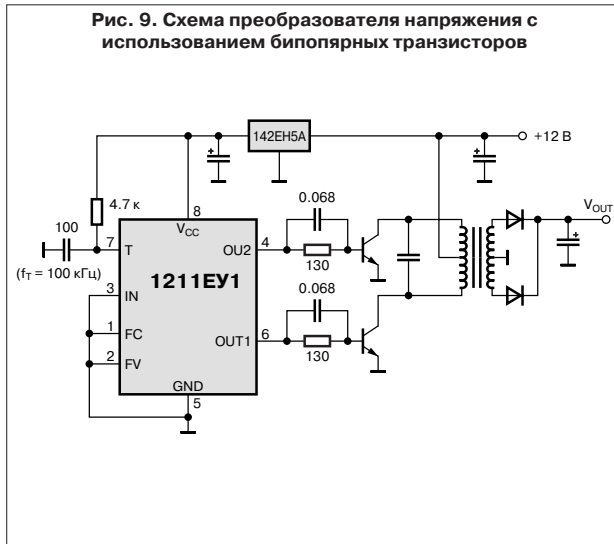 Рис. 9. Схема преобразователя напряжения с
использованием бипопярных транзисторов
142ЕН5А
+12 В
4.7 к
0.068
100
8
VCC
VOUT
7
T
OU2
4
(fT = 100 кГц)
130
1211ЕУ1
3
IN
0.068
1
FC
OUT1
6
2
FV
130
GND
5